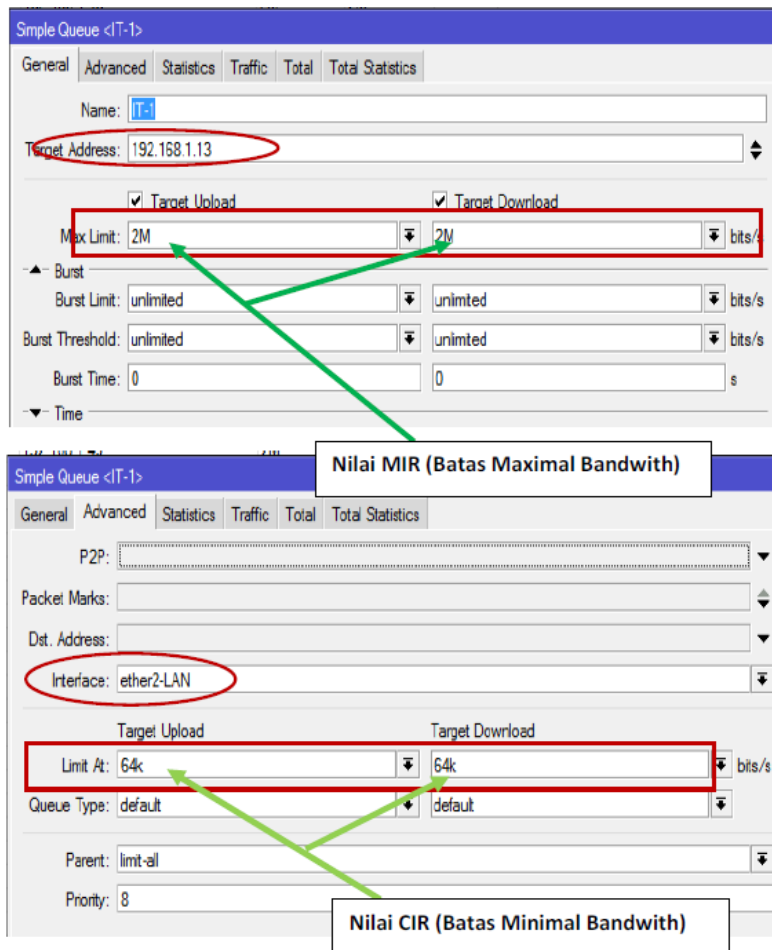 Simple Queue <IT-1>
General Advanced Statistics Traffic Total Total Statistics
Name: IT-1
Target Address: 192.168.1.13
Target Upload Target Download
Max Limit: 2M 2M bits/s
Burst
Burst Limit: unlimited unlimited bits/s
Burst Threshold: unlimited unlimited bits/s
Burst Time: 0 0 s
Time
Nilai MIR (Batas Maximal Bandwith)
Simple Queue <IT-1>
General Advanced Statistics Traffic Total Total Statistics
P2P:
Packet Marks:
Dst. Address:
Interface: ether2-LAN
Target Upload Target Download
Limit At: 64k 64k bits/s
Queue Type: default default
Parent: limit-all
Priority: 8
Nilai CIR (Batas Minimal Bandwith)